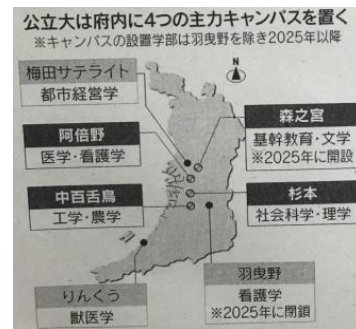 公立大は府内に4つの主力キャンパスを置く
※キャンパスの設置学部は羽曳野を除き2025年以降
梅田サテライト
都市経営学
N
阿倍野
医学・看護学
森之宮
基幹教育・文学
※2025年に開設
中百舌鳥
工学・農学
杉本
社会科学・理学
りんくう
獣医学
羽曳野
看護学
※2025年に閉鎖